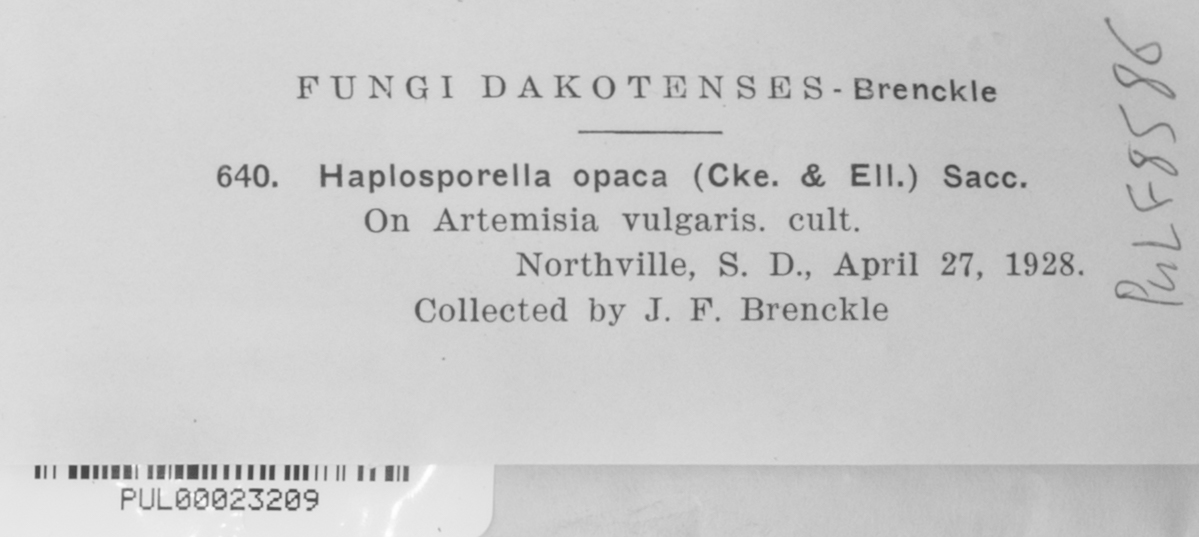 FUNGI DAKOTENSES - Brenckle
640. Haplosporella opaca (Cke. & Ell.) Sacc.
On Artemisia vulgaris. cult.
Northville, S. D., April 27, 1928.
Collected by J. F. Brenckle
PUL F8586
PUL00023209